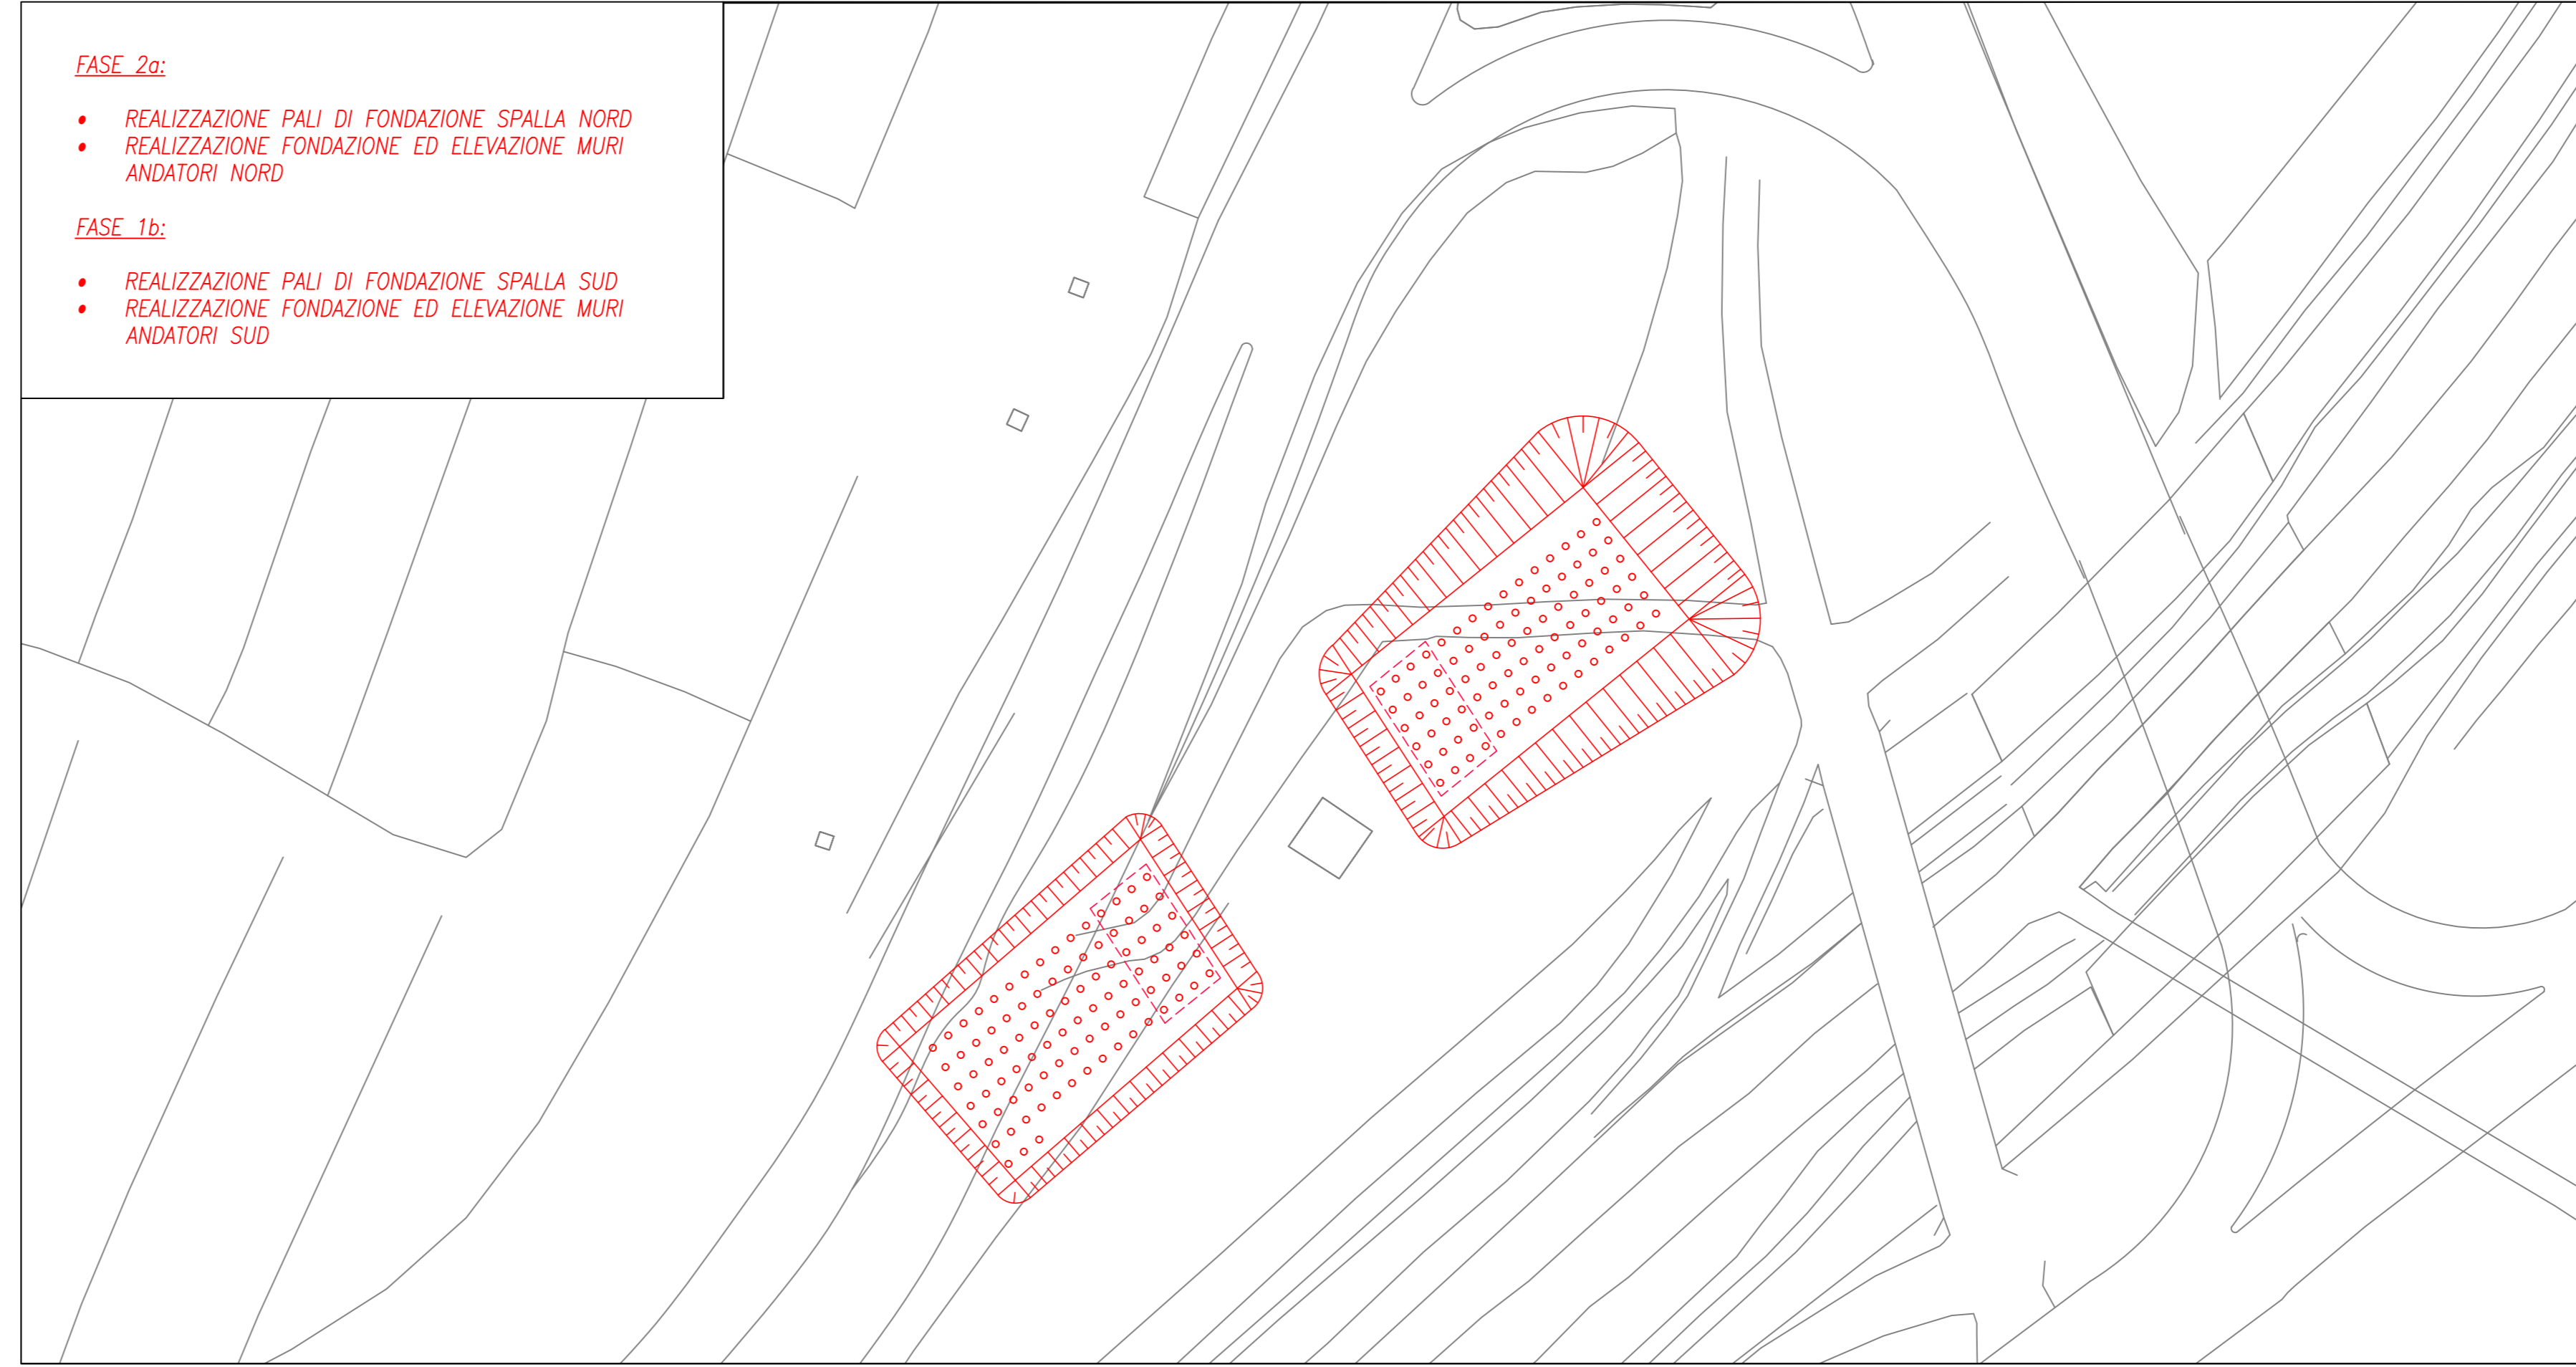 FASE 2a:
• REALIZZAZIONE PALI DI FONDAZIONE SPALLA NORD
• REALIZZAZIONE FONDAZIONE ED ELEVAZIONE MURI
ANDATORI NORD
FASE 1b:
• REALIZZAZIONE PALI DI FONDAZIONE SPALLA SUD
• REALIZZAZIONE FONDAZIONE ED ELEVAZIONE MURI
ANDATORI SUD